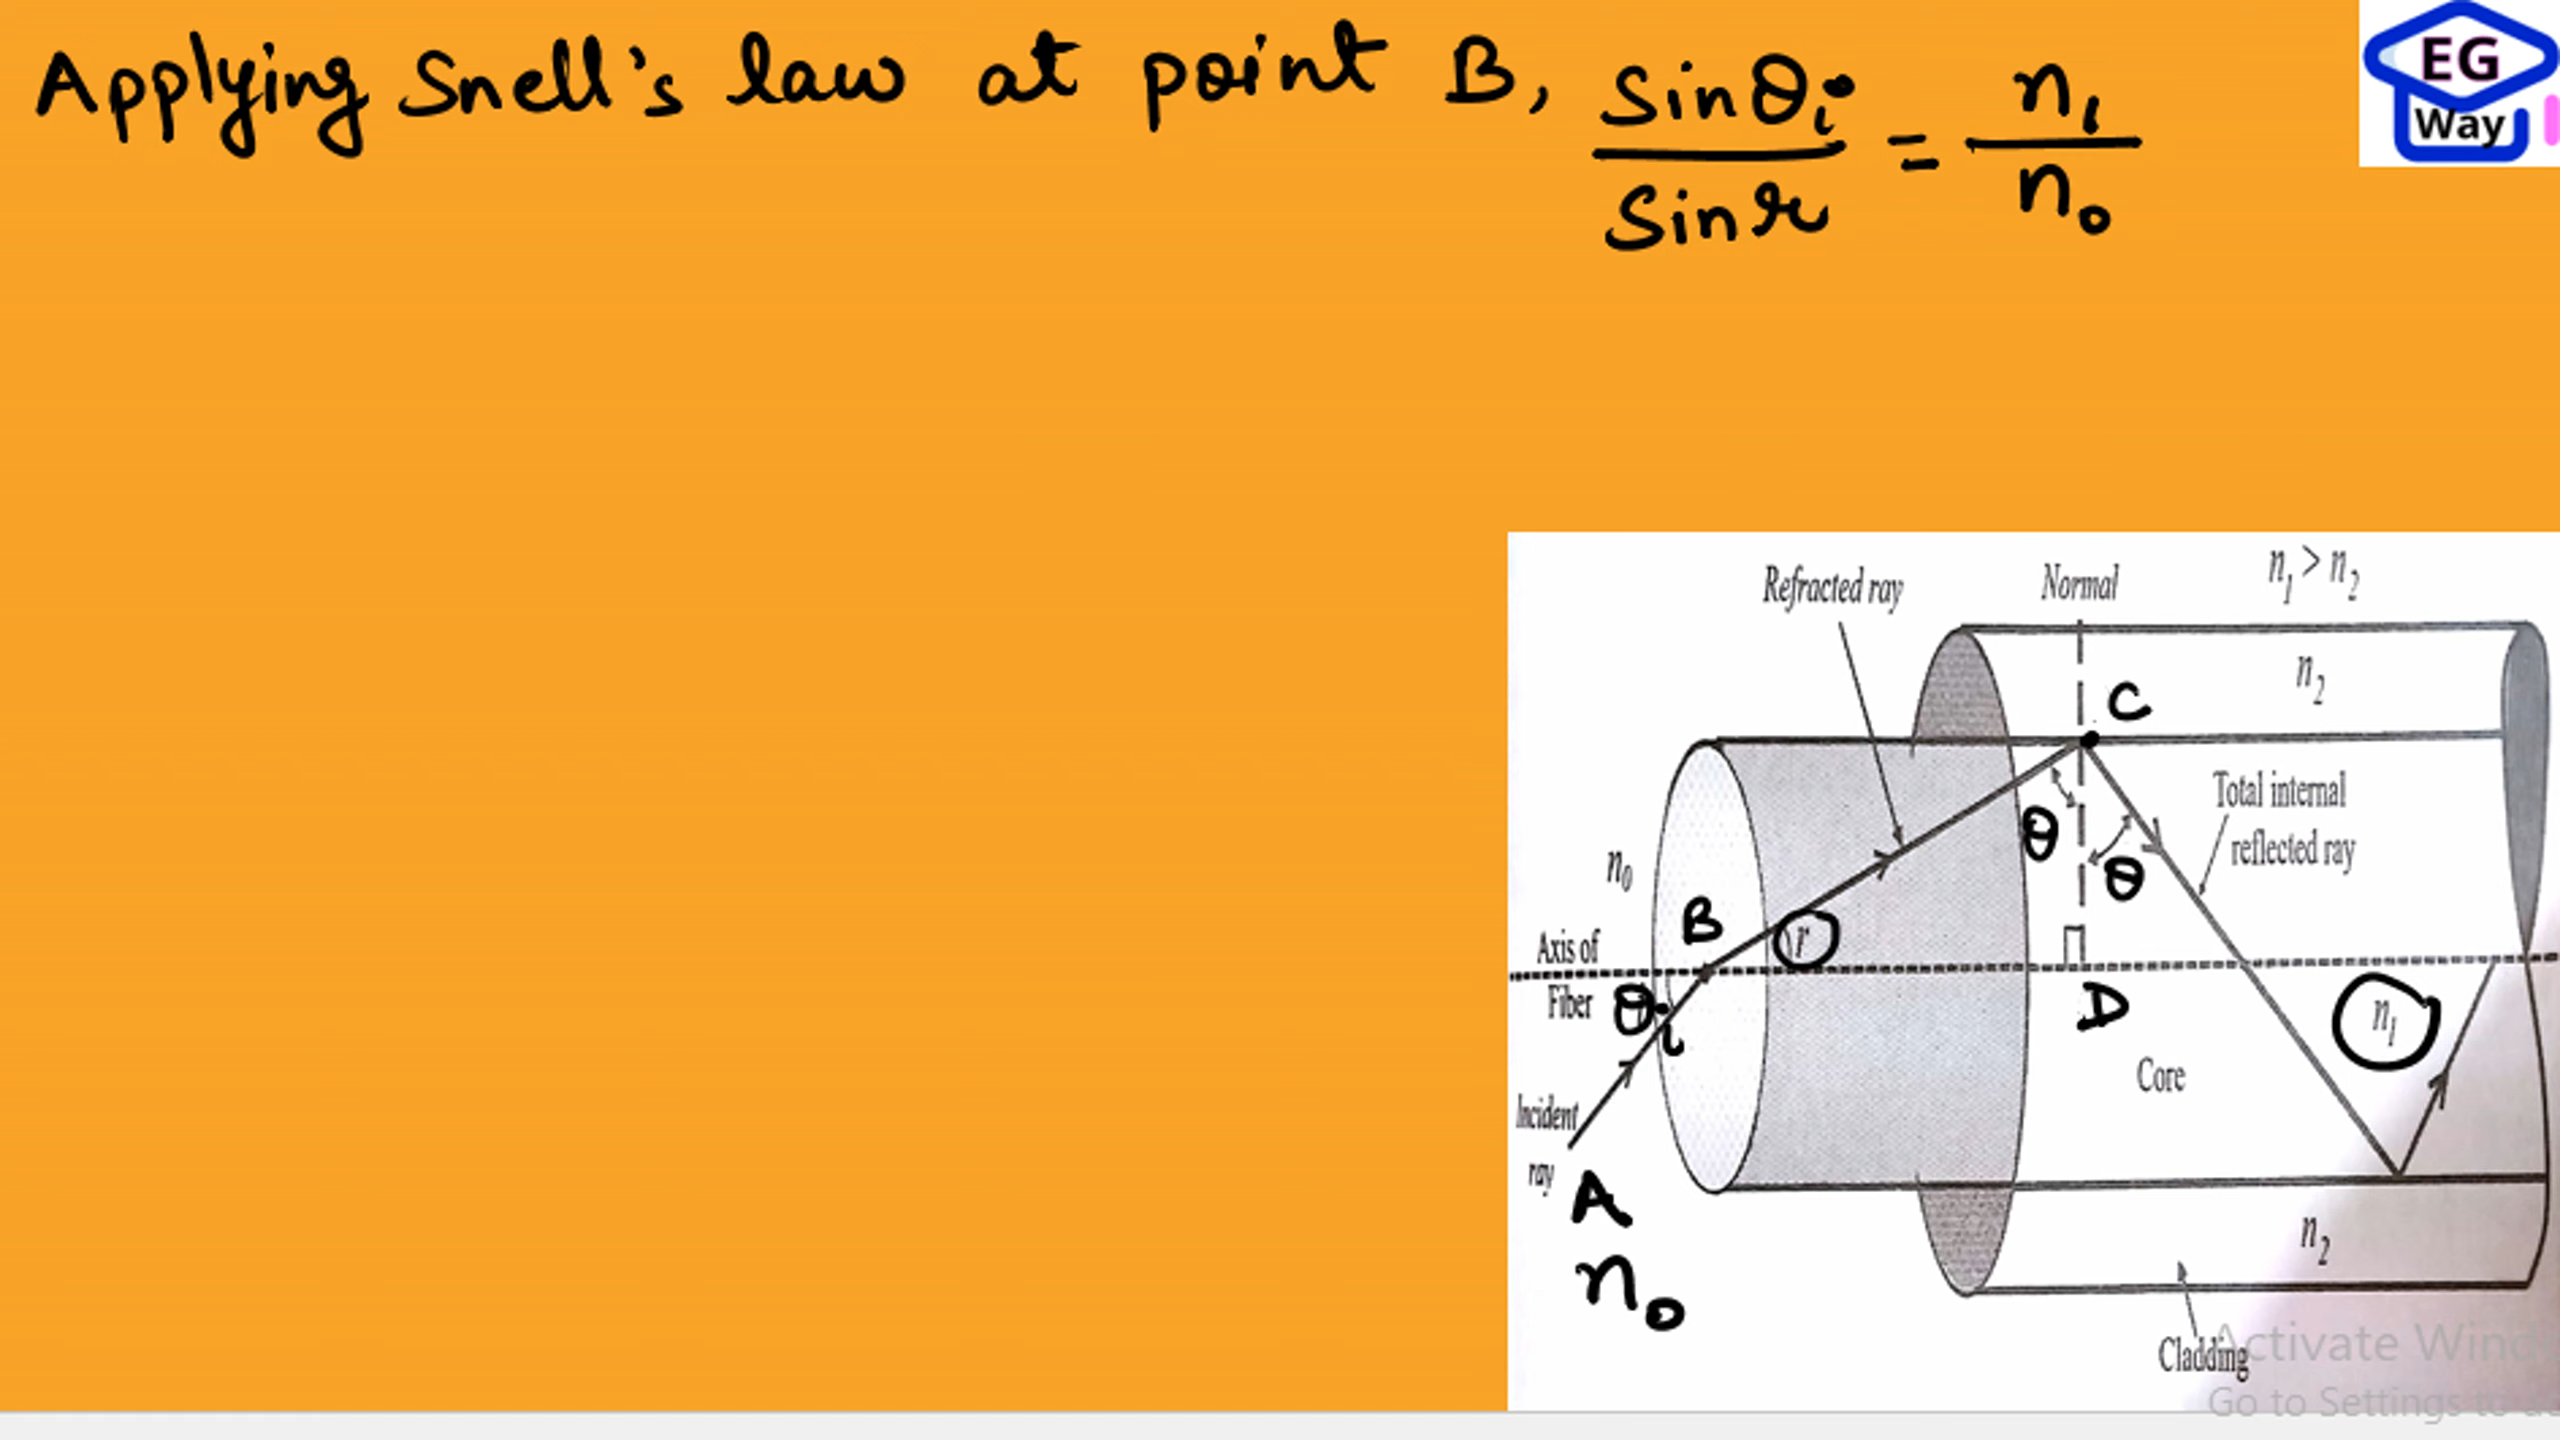 Applying Snell's law at point B, sinθi / sin r = n1 / n0
EG
Way
Refracted ray
Normal
n1 > n2
n2
C
Total internal
reflected ray
θ
θ
n0
B
r
Axis of
Fiber
θi
D
n1
Core
Incident
ray
A
n0
n2
Cladding
Activate Wind
Go to Settings to a